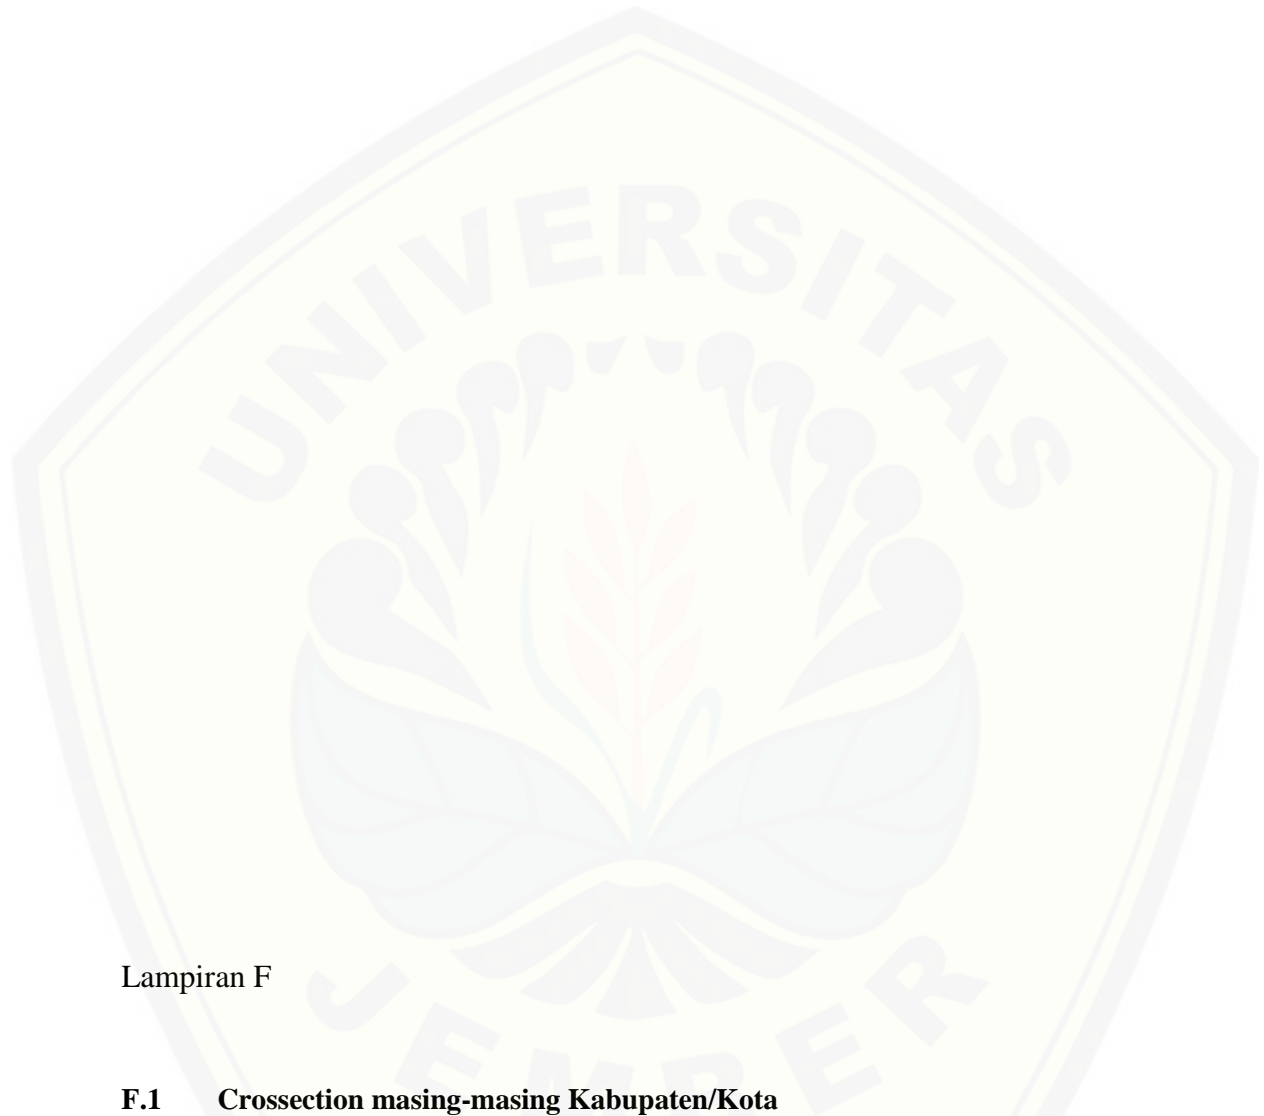 UNIVERSITAS
Lampiran F
JEMBER
F.1 Crossection masing-masing Kabupaten/Kota